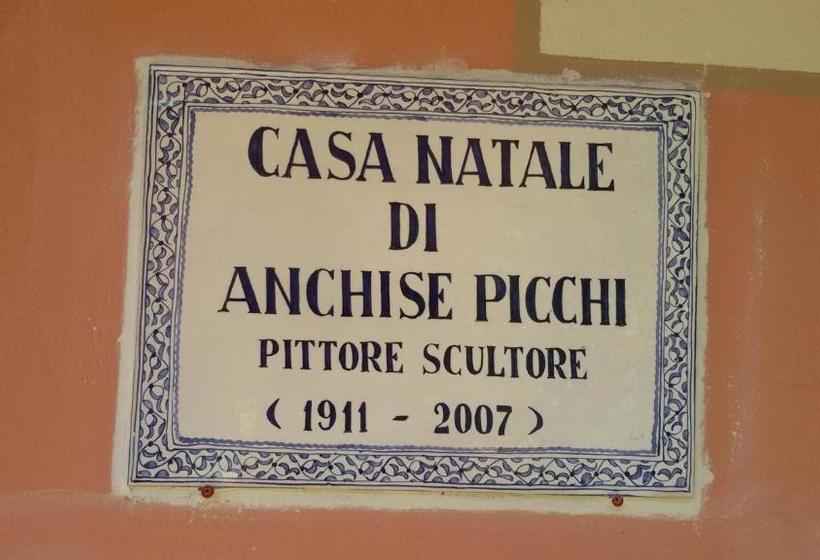 CASA NATALE
DI
ANCHISE PICCHI
PITTORE SCULTORE
( 1911 - 2007 )